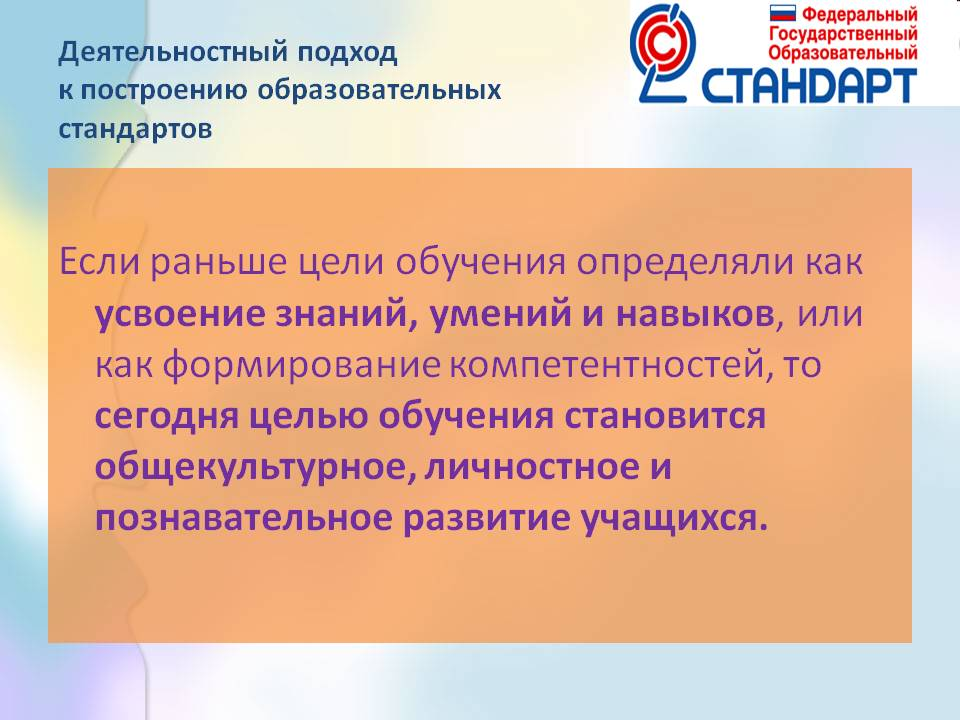 Деятельностный подход
к построению образовательных
стандартов
Федеральный
Государственный
Образовательный
СТАНДАРТ
Если раньше цели обучения определяли как
усвоение знаний, умений и навыков, или
как формирование компетентностей, то
сегодня целью обучения становится
общекультурное, личностное и
познавательное развитие учащихся.